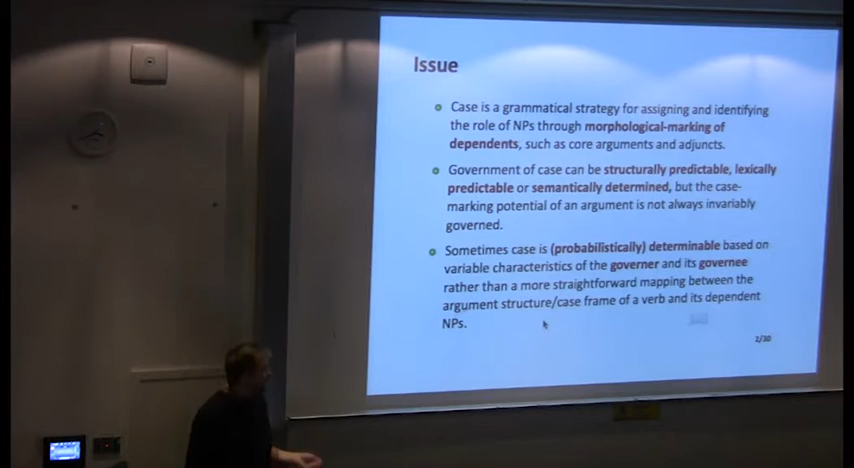 Issue
Case is a grammatical strategy for assigning and identifying
the role of NPs through morphological-marking of
dependents, such as core arguments and adjuncts.
Government of case can be structurally predictable, lexically
predictable or semantically determined, but the case-
marking potential of an argument is not always invariably
governed.
Sometimes case is (probabilistically) determinable based on
variable characteristics of the governer and its governee
rather than a more straightforward mapping between the
argument structure/case frame of a verb and its dependent
NPs.
2/30